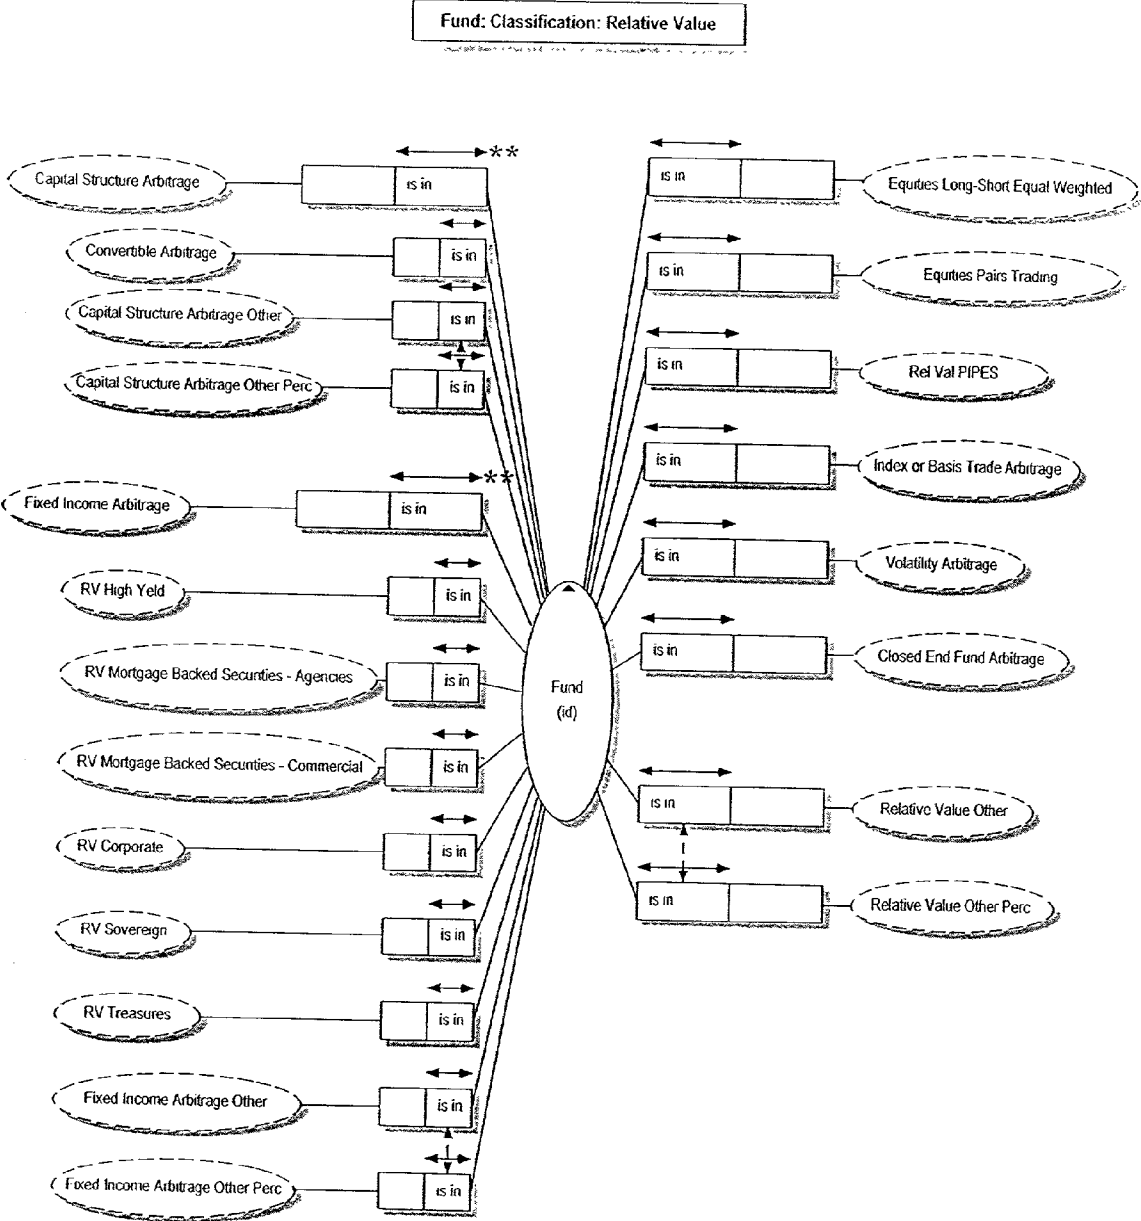 Fund: Classification: Relative Value
**
Capital Structure Arbitrage
is in
Convertible Arbitrage
is in
Capital Structure Arbitrage Other
is in
Capital Structure Arbitrage Other Perc
is in
**
Fixed Income Arbitrage
is in
RV High Yeld
is in
RV Mortgage Backed Securities - Agencies
is in
RV Mortgage Backed Securities - Commercial
is in
RV Corporate
is in
RV Sovereign
is in
RV Treasures
is in
Fixed Income Arbitrage Other
is in
Fixed Income Arbitrage Other Perc
is in
Fund
(id)
is in
Equities Long-Short Equal Weighted
is in
Equities Pairs Trading
is in
Rel Val PIPES
is in
Index or Basis Trade Arbitrage
is in
Volatility Arbitrage
is in
Closed End Fund Arbitrage
is in
Relative Value Other
is in
Relative Value Other Perc